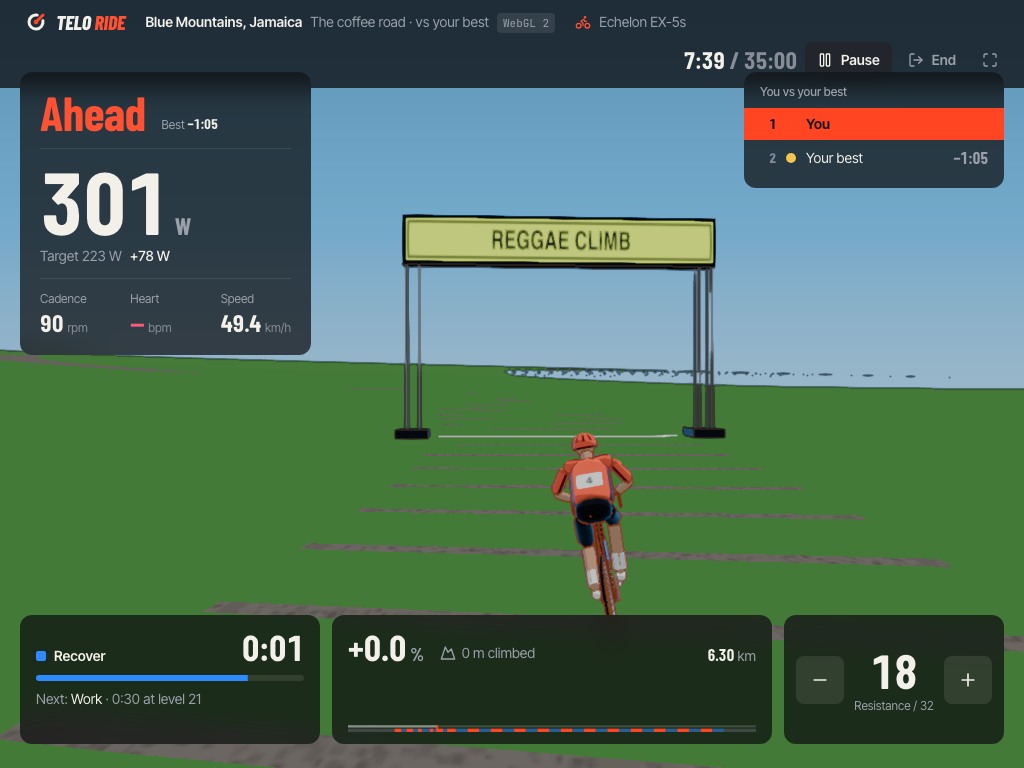 TELO RIDE Blue Mountains, Jamaica The coffee road · vs your best WebGL 2 Echelon EX-5s
7:39 / 35:00 Pause End
Ahead Best −1:05
301 W
Target 223 W +78 W
Cadence Heart Speed
90 rpm – bpm 49.4 km/h
You vs your best
1 You
2 Your best −1:05
REGGAE CLIMB
4
Recover 0:01
Next: Work · 0:30 at level 21
+0.0 % 0 m climbed 6.30 km
− 18 +
Resistance / 32